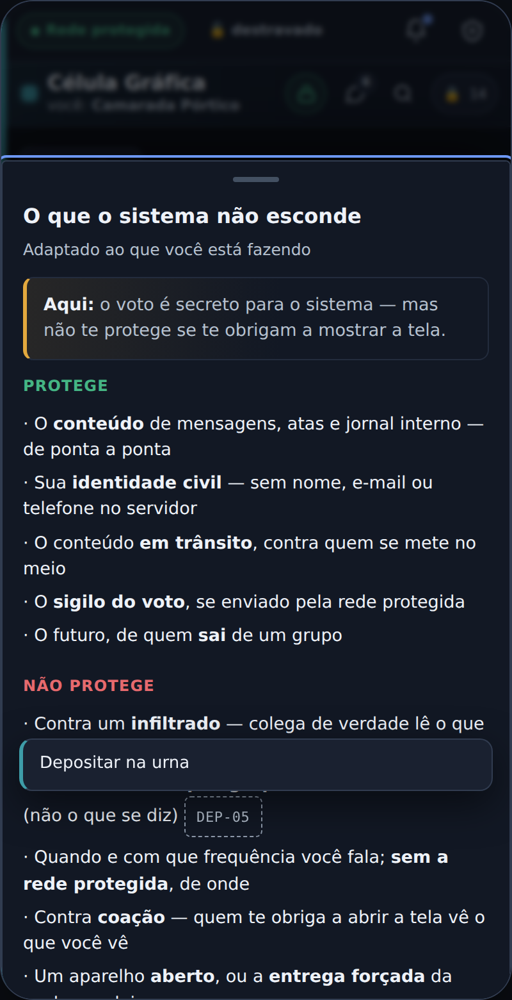 Rede protegida
destravado
Célula Gráfica
você: Camarada Pórtico
14
O que o sistema não esconde
Adaptado ao que você está fazendo
Aqui: o voto é secreto para o sistema — mas
não te protege se te obrigam a mostrar a tela.
PROTEGE
· O conteúdo de mensagens, atas e jornal interno —
de ponta a ponta
· Sua identidade civil — sem nome, e-mail ou
telefone no servidor
· O conteúdo em trânsito, contra quem se mete no
meio
· O sigilo do voto, se enviado pela rede protegida
· O futuro, de quem sai de um grupo
NÃO PROTEGE
· Contra um infiltrado — colega de verdade lê o que
Depositar na urna
(não o que se diz) DEP-05
· Quando e com que frequência você fala; sem a
rede protegida, de onde
· Contra coação — quem te obriga a abrir a tela vê o
que você vê
· Um aparelho aberto, ou a entrega forçada da